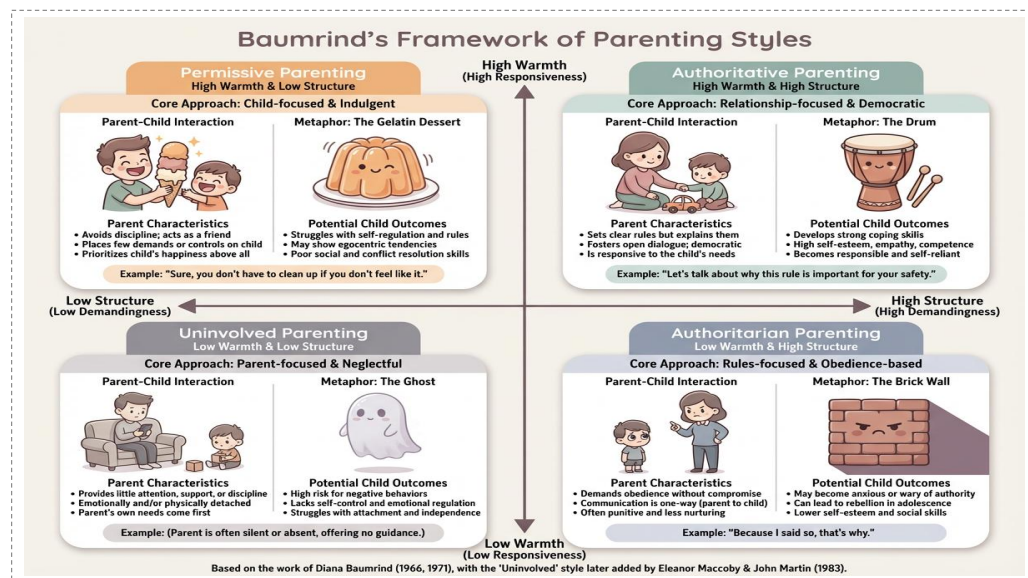 Baumrind's Framework of Parenting Styles
High Warmth
(High Responsiveness)
Permissive Parenting
High Warmth & Low Structure
Core Approach: Child-focused & Indulgent
Parent-Child Interaction
Metaphor: The Gelatin Dessert
Parent Characteristics
• Avoids discipline; acts as a friend
• Places few demands or controls on child
• Prioritizes child's happiness above all
Potential Child Outcomes
• Struggles with self-regulation and rules
• May show egocentric tendencies
• Poor social and conflict resolution skills
Example: "Sure, you don't have to clean up if you don't feel like it."
Authoritative Parenting
High Warmth & High Structure
Core Approach: Relationship-focused & Democratic
Parent-Child Interaction
Metaphor: The Drum
Parent Characteristics
• Sets clear rules but explains them
• Fosters open dialogue; democratic
• Is responsive to the child's needs
Potential Child Outcomes
• Develops strong coping skills
• High self-esteem, empathy, competence
• Becomes responsible and self-reliant
Example: "Let's talk about why this rule is important for your safety."
Low Structure
(Low Demandingness)
High Structure
(High Demandingness)
Uninvolved Parenting
Low Warmth & Low Structure
Core Approach: Parent-focused & Neglectful
Parent-Child Interaction
Metaphor: The Ghost
Parent Characteristics
• Provides little attention, support, or discipline
• Emotionally and/or physically detached
• Parent's own needs come first
Potential Child Outcomes
• High risk for negative behaviors
• Lacks self-control and emotional regulation
• Struggles with attachment and independence
Example: (Parent is often silent or absent, offering no guidance.)
Authoritarian Parenting
Low Warmth & High Structure
Core Approach: Rules-focused & Obedience-based
Parent-Child Interaction
Metaphor: The Brick Wall
Parent Characteristics
• Demands obedience without compromise
• Communication is one-way (parent to child)
• Often punitive and less nurturing
Potential Child Outcomes
• May become anxious or wary of authority
• Can lead to rebellion in adolescence
• Lower self-esteem and social skills
Example: "Because I said so, that's why."
Low Warmth
(Low Responsiveness)
Based on the work of Diana Baumrind (1966, 1971), with the 'Uninvolved' style later added by Eleanor Maccoby & John Martin (1983).